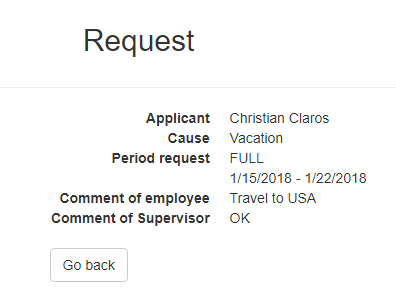 Request
Applicant Christian Claros
Cause Vacation
Period request FULL
1/15/2018 - 1/22/2018
Comment of employee Travel to USA
Comment of Supervisor OK
Go back